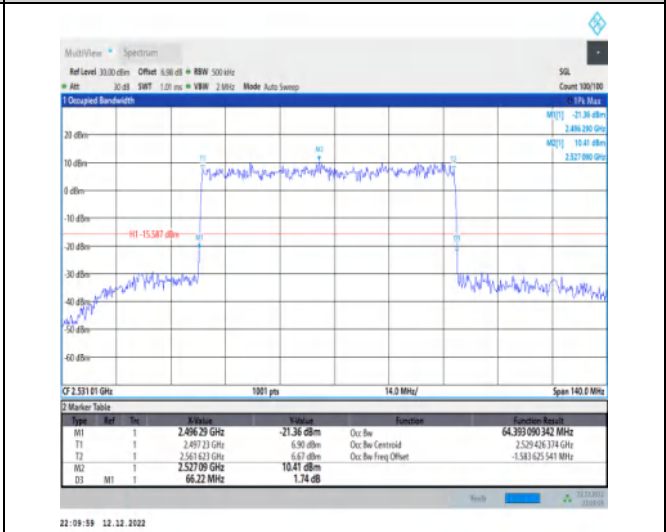 MultiView Spectrum
Ref Level 30.00 dBm Offset 6.98 dB RBW 500 kHz SGL
Att 30 dB SWT 1.01 ms VBW 2 MHz Mode Auto Sweep Count 100/100
1 Occupied Bandwidth 1Pk Max
M1[1] -21.36 dBm
2.496 290 GHz
M2[1] 10.41 dBm
2.527 090 GHz
20 dBm
M2
T1 T2
10 dBm
0 dBm
-10 dBm
H1 -15.587 dBm
M1 D3
-20 dBm
-30 dBm
-40 dBm
-50 dBm
-60 dBm
CF 2.531 01 GHz 1001 pts 14.0 MHz/ Span 140.0 MHz
2 Marker Table
Type Ref Trc X-Value Y-Value Function Function Result
M1 1 2.496 29 GHz -21.36 dBm Occ Bw 64.393 090 342 MHz
T1 1 2.497 23 GHz 6.90 dBm Occ Bw Centroid 2.529 426 374 GHz
T2 1 2.561 623 GHz 6.67 dBm Occ Bw Freq Offset -1.583 625 541 MHz
M2 1 2.527 09 GHz 10.41 dBm
D3 M1 1 66.22 MHz 1.74 dB
Ready 12.12.2022
22:09:59 12.12.2022